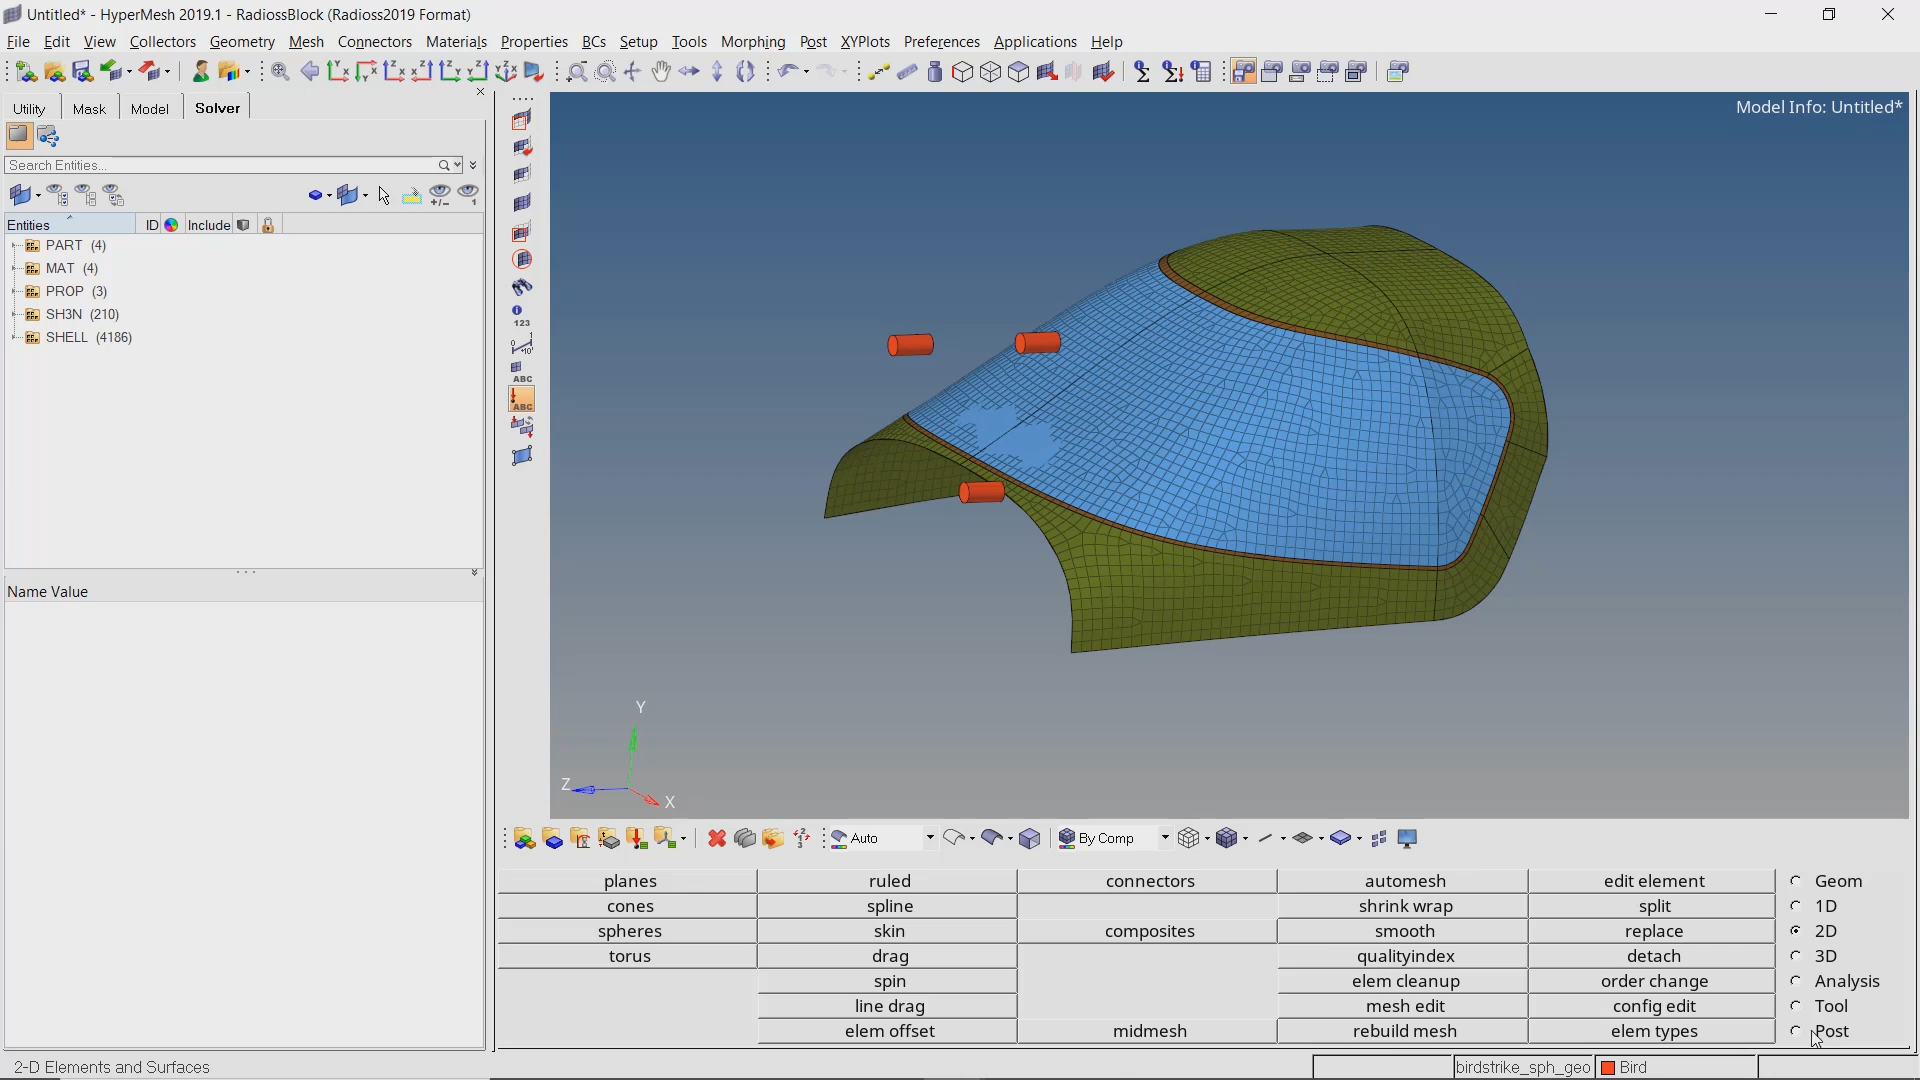 Untitled* - HyperMesh 2019.1 - RadiossBlock (Radioss2019 Format)
File Edit View Collectors Geometry Mesh Connectors Materials Properties BCs Setup Tools Morphing Post XYPlots Preferences Applications Help
Utility Mask Model Solver
Model Info: Untitled*
Search Entities...
Entities ID Include
PART (4)
MAT (4)
PROP (3)
SH3N (210)
SHELL (4186)
123
ABC
ABC
Name Value
Y
Z
X
Auto By Comp
planes ruled connectors automesh edit element Geom
cones spline shrink wrap split 1D
spheres skin composites smooth replace 2D
torus drag qualityindex detach 3D
spin elem cleanup order change Analysis
line drag mesh edit config edit Tool
elem offset midmesh rebuild mesh elem types Post
2-D Elements and Surfaces birdstrike_sph_geo Bird